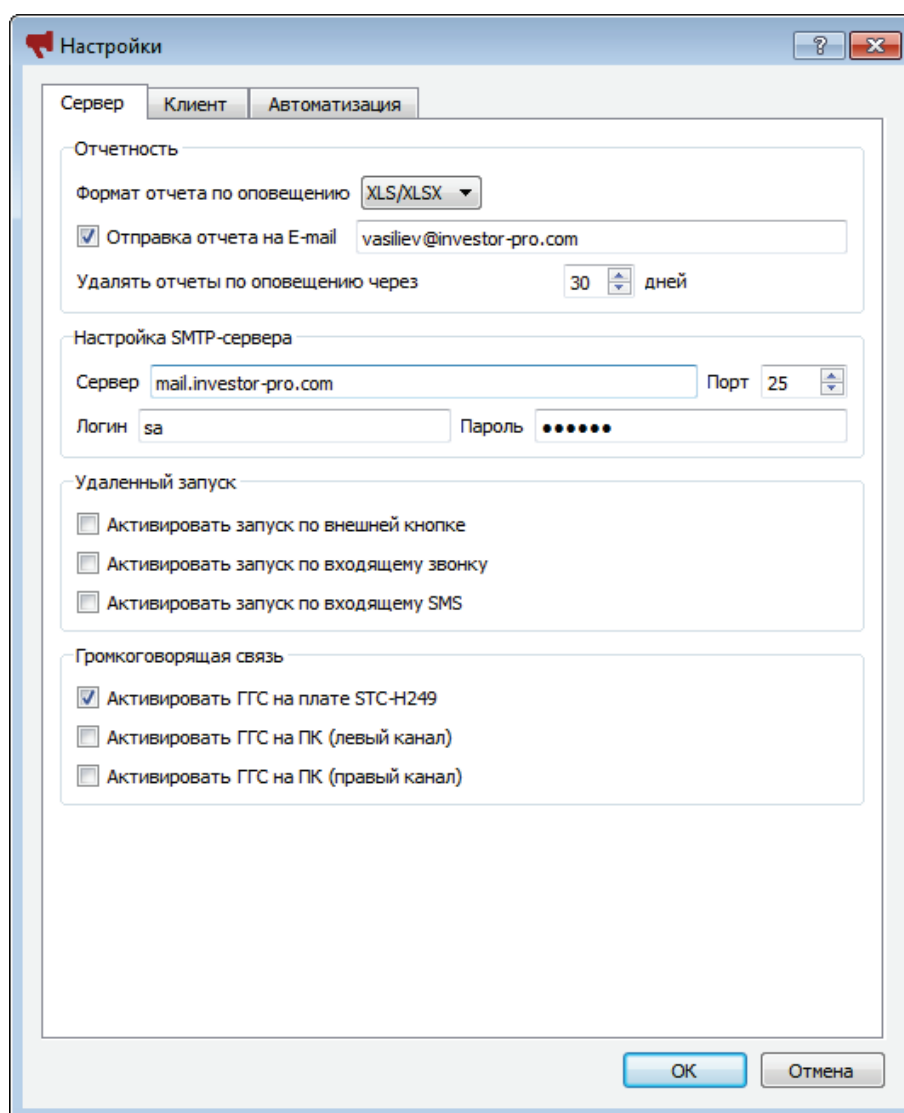 Настройки
Сервер Клиент Автоматизация
Отчетность
Формат отчета по оповещению XLS/XLSX
Отправка отчета на E-mail vasiliev@investor-pro.com
Удалять отчеты по оповещению через 30 дней
Настройка SMTP-сервера
Сервер mail.investor-pro.com Порт 25
Логин sa Пароль ●●●●●●
Удаленный запуск
Активировать запуск по внешней кнопке
Активировать запуск по входящему звонку
Активировать запуск по входящему SMS
Громкоговорящая связь
Активировать ГГС на плате STC-H249
Активировать ГГС на ПК (левый канал)
Активировать ГГС на ПК (правый канал)
OK Отмена